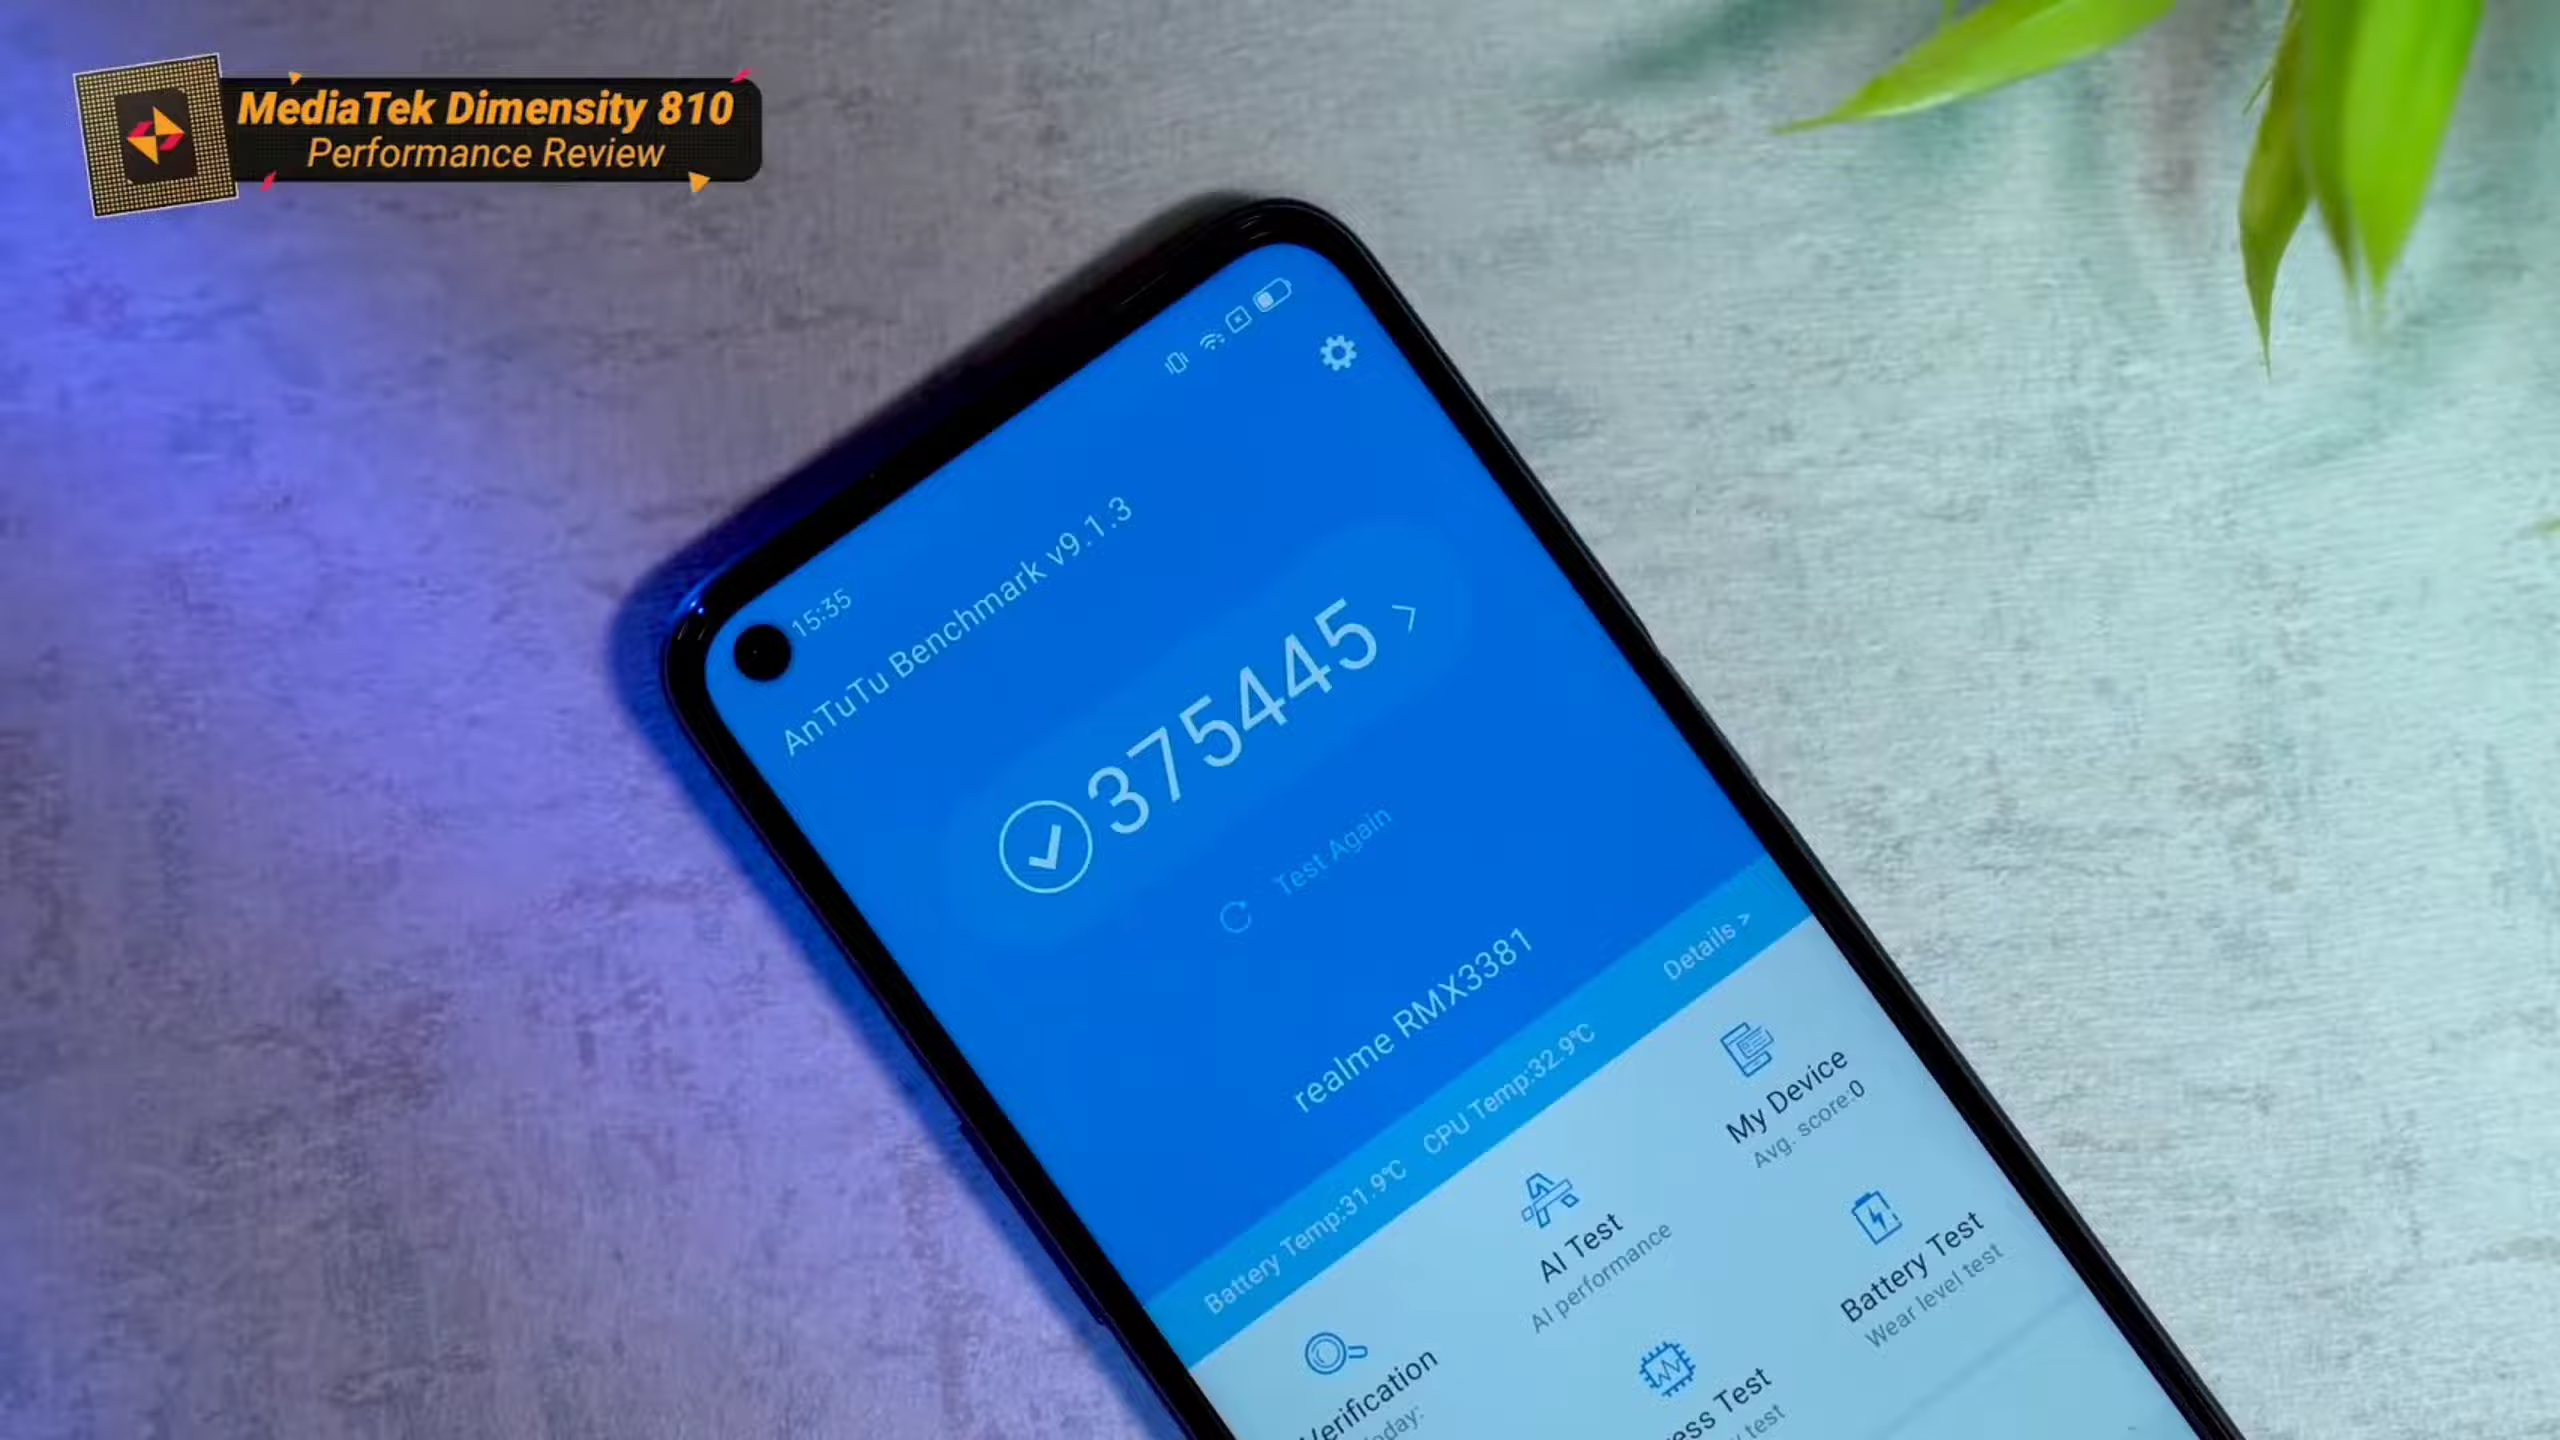 MediaTek Dimensity 810
Performance Review
15:35
AnTuTu Benchmark v9.1.3
375445
Test Again
realme RMX3381
Battery Temp:31.9℃ CPU Temp:32.9℃ Details >
Verification
AI Test
AI performance
My Device
Avg. score:0
Test
test
Battery Test
Wear level test